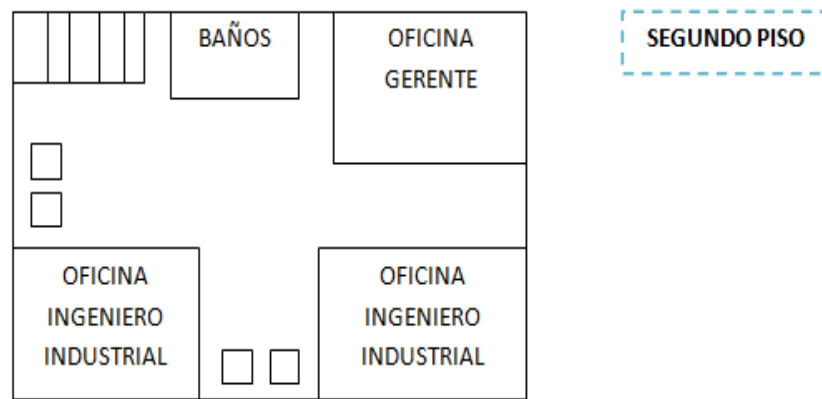 BAÑOS
OFICINA
GERENTE
SEGUNDO PISO
OFICINA
INGENIERO
INDUSTRIAL
OFICINA
INGENIERO
INDUSTRIAL